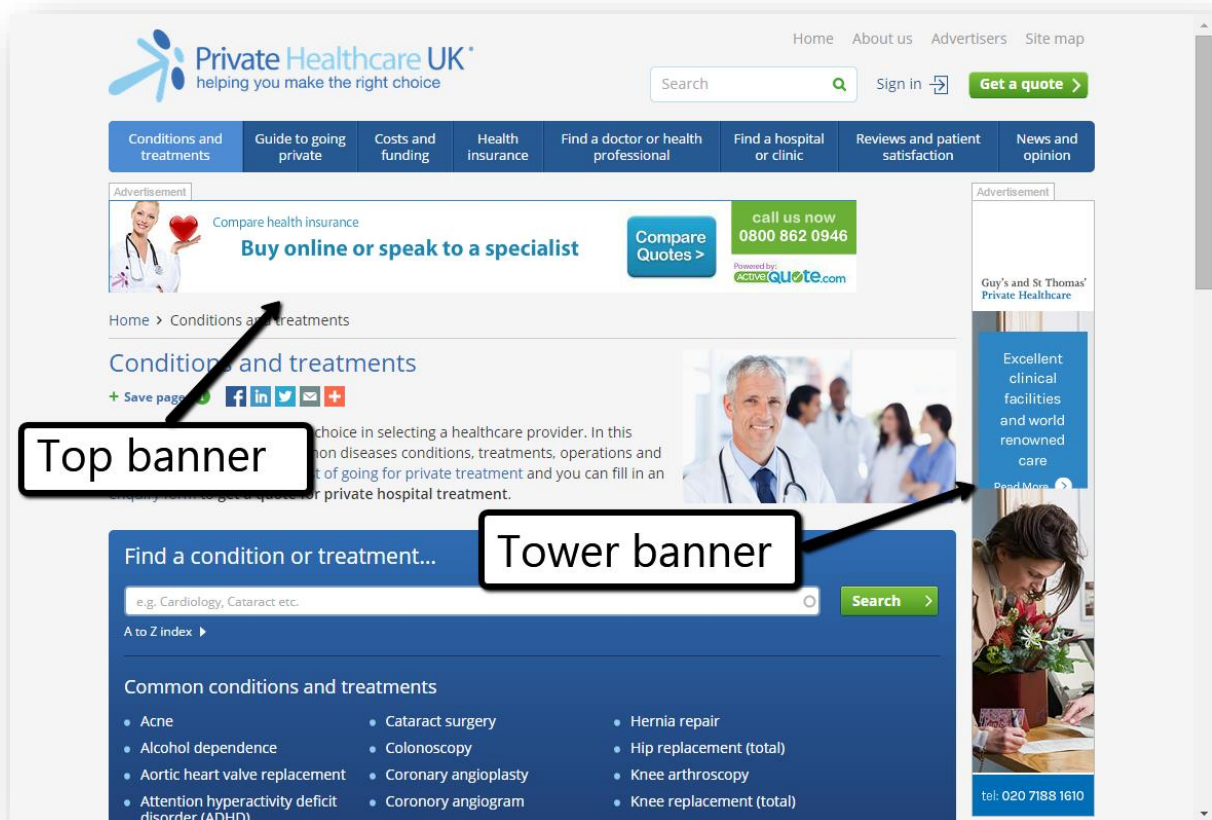 Home About us Advertisers Site map
Private Healthcare UK
helping you make the right choice
Search
Sign in
Get a quote
Conditions and treatments
Guide to going private
Costs and funding
Health insurance
Find a doctor or health professional
Find a hospital or clinic
Reviews and patient satisfaction
News and opinion
Advertisement
Compare health insurance
Buy online or speak to a specialist
Compare
Quotes >
call us now
0800 862 0946
Powered by:
ACTIVE QUOTE.com
Advertisement
Guy's and St Thomas'
Private Healthcare
Excellent
clinical
facilities
and world
renowned
care
Read More
tel: 020 7188 1610
Home > Conditions and treatments
Conditions and treatments
+ Save page
f in
Top banner
choice in selecting a healthcare provider. In this
diseases conditions, treatments, operations and
of going for private treatment and you can fill in an
enquiry form to get a quote for private hospital treatment.
Tower banner
Find a condition or treatment...
e.g. Cardiology, Cataract etc.
Search
A to Z index
Common conditions and treatments
• Acne
• Alcohol dependence
• Aortic heart valve replacement
• Attention hyperactivity deficit
disorder (ADHD)
• Cataract surgery
• Colonoscopy
• Coronary angioplasty
• Coronory angiogram
• Hernia repair
• Hip replacement (total)
• Knee arthroscopy
• Knee replacement (total)